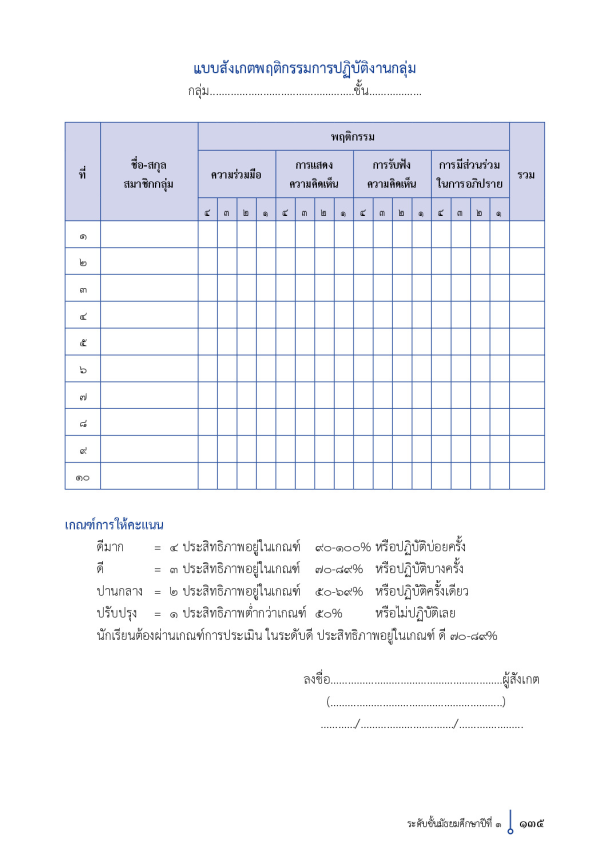 แบบสังเกตพฤติกรรมการปฏิบัติงานกลุ่ม
กลุ่ม................................................ชั้น..................
พฤติกรรม
ที่
ชื่อ-สกุล
สมาชิกกลุ่ม
ความร่วมมือ
การแสดง
ความคิดเห็น
การรับฟัง
ความคิดเห็น
การมีส่วนร่วม
ในการอภิปราย
รวม
๔ ๓ ๒ ๑ ๔ ๓ ๒ ๑ ๔ ๓ ๒ ๑ ๔ ๓ ๒ ๑
๑
๒
๓
๔
๕
๖
๗
๘
๙
๑๐
เกณฑ์การให้คะแนน
ดีมาก = ๔ ประสิทธิภาพอยู่ในเกณฑ์ ๙๐-๑๐๐% หรือปฏิบัติบ่อยครั้ง
ดี = ๓ ประสิทธิภาพอยู่ในเกณฑ์ ๗๐-๘๙% หรือปฏิบัติบางครั้ง
ปานกลาง = ๒ ประสิทธิภาพอยู่ในเกณฑ์ ๕๐-๖๙% หรือปฏิบัติครั้งเดียว
ปรับปรุง = ๑ ประสิทธิภาพต่ำกว่าเกณฑ์ ๕๐% หรือไม่ปฏิบัติเลย
นักเรียนต้องผ่านเกณฑ์การประเมิน ในระดับดี ประสิทธิภาพอยู่ในเกณฑ์ ดี ๗๐-๘๙%
ลงชื่อ...........................................................ผู้สังเกต
(...........................................................)
............/................................/......................
ระดับชั้นมัธยมศึกษาปีที่ ๑ ๑๓๕